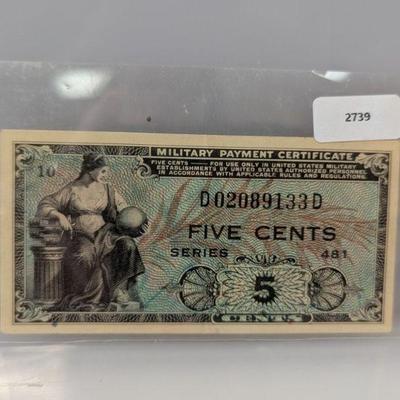 2739
MILITARY PAYMENT CERTIFICATE
FIVE CENTS — FOR USE ONLY IN UNITED STATES MILITARY
ESTABLISHMENTS BY UNITED STATES AUTHORIZED PERSONNEL
IN ACCORDANCE WITH APPLICABLE RULES AND REGULATIONS.
10
D02089133D
FIVE CENTS
SERIES 481
5
CENTS